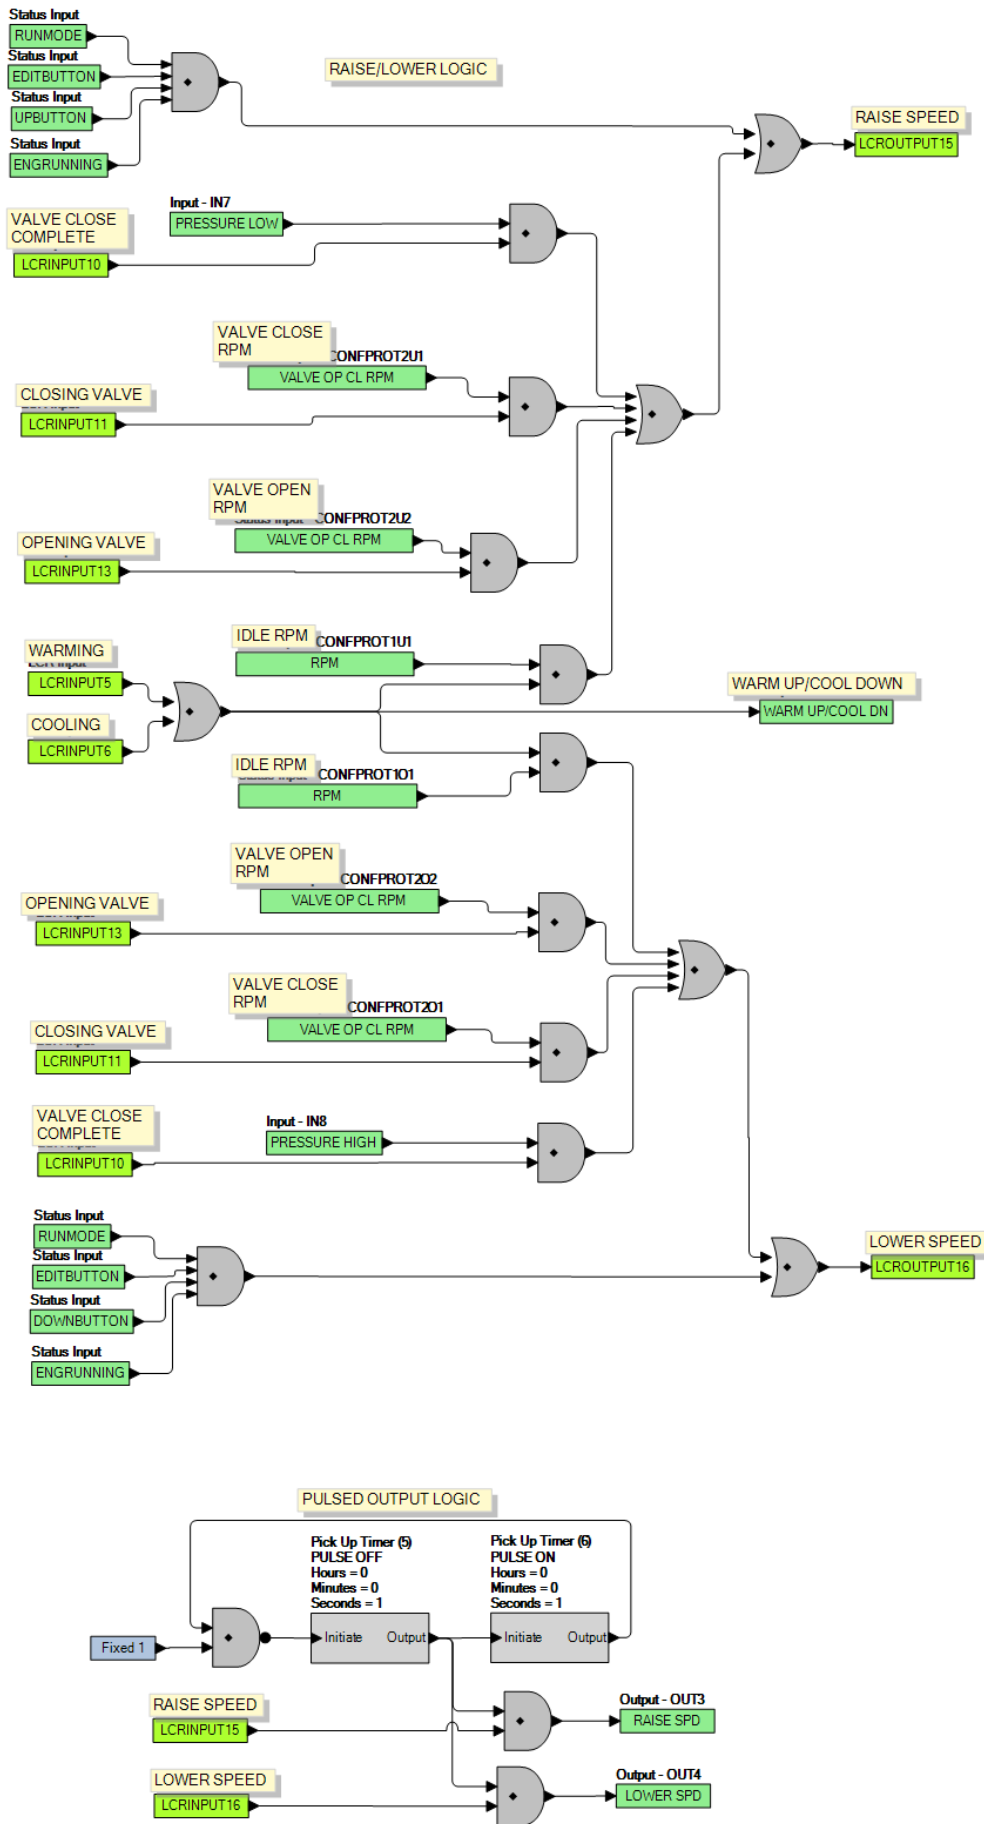 Status Input
RUNMODE
Status Input
EDITBUTTON
Status Input
UPBUTTON
Status Input
ENGRUNNING
RAISE/LOWER LOGIC
RAISE SPEED
LCROUTPUT15
VALVE CLOSE
COMPLETE
LCRINPUT10
Input - IN7
PRESSURE LOW
VALVE CLOSE
RPM
CONFPROT2U1
VALVE OP CL RPM
CLOSING VALVE
LCRINPUT11
VALVE OPEN
RPM
Status Input CONFPROT2U2
VALVE OP CL RPM
OPENING VALVE
LCRINPUT13
IDLE RPM
CONFPROT1U1
RPM
WARMING
LCR Input
LCRINPUT5
COOLING
LCRINPUT6
WARM UP/COOL DOWN
WARM UP/COOL DN
IDLE RPM
Status Input CONFPROT1O1
RPM
VALVE OPEN
RPM
CONFPROT2O2
VALVE OP CL RPM
OPENING VALVE
LCRINPUT13
VALVE CLOSE
RPM
CONFPROT2O1
VALVE OP CL RPM
CLOSING VALVE
LCRINPUT11
VALVE CLOSE
COMPLETE
LCRINPUT10
Input - IN8
PRESSURE HIGH
Status Input
RUNMODE
Status Input
EDITBUTTON
Status Input
DOWNBUTTON
Status Input
ENGRUNNING
LOWER SPEED
LCROUTPUT16
PULSED OUTPUT LOGIC
Pick Up Timer (5)
PULSE OFF
Hours = 0
Minutes = 0
Seconds = 1
Initiate Output
Pick Up Timer (6)
PULSE ON
Hours = 0
Minutes = 0
Seconds = 1
Initiate Output
Fixed 1
RAISE SPEED
LCRINPUT15
Output - OUT3
RAISE SPD
LOWER SPEED
LCRINPUT16
Output - OUT4
LOWER SPD